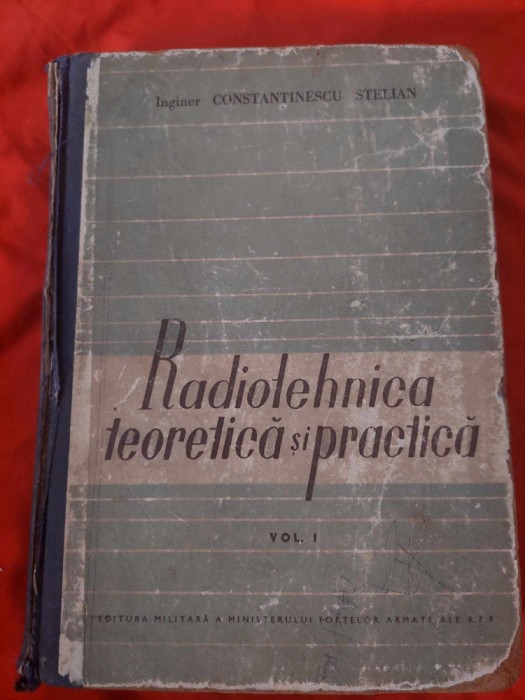 Inginer CONSTANTINESCU STELIAN
Radiotehnica
teoretică și practică
VOL. I
EDITURA MILITARĂ A MINISTERULUI FORȚELOR ARMATE ALE R.P.R.